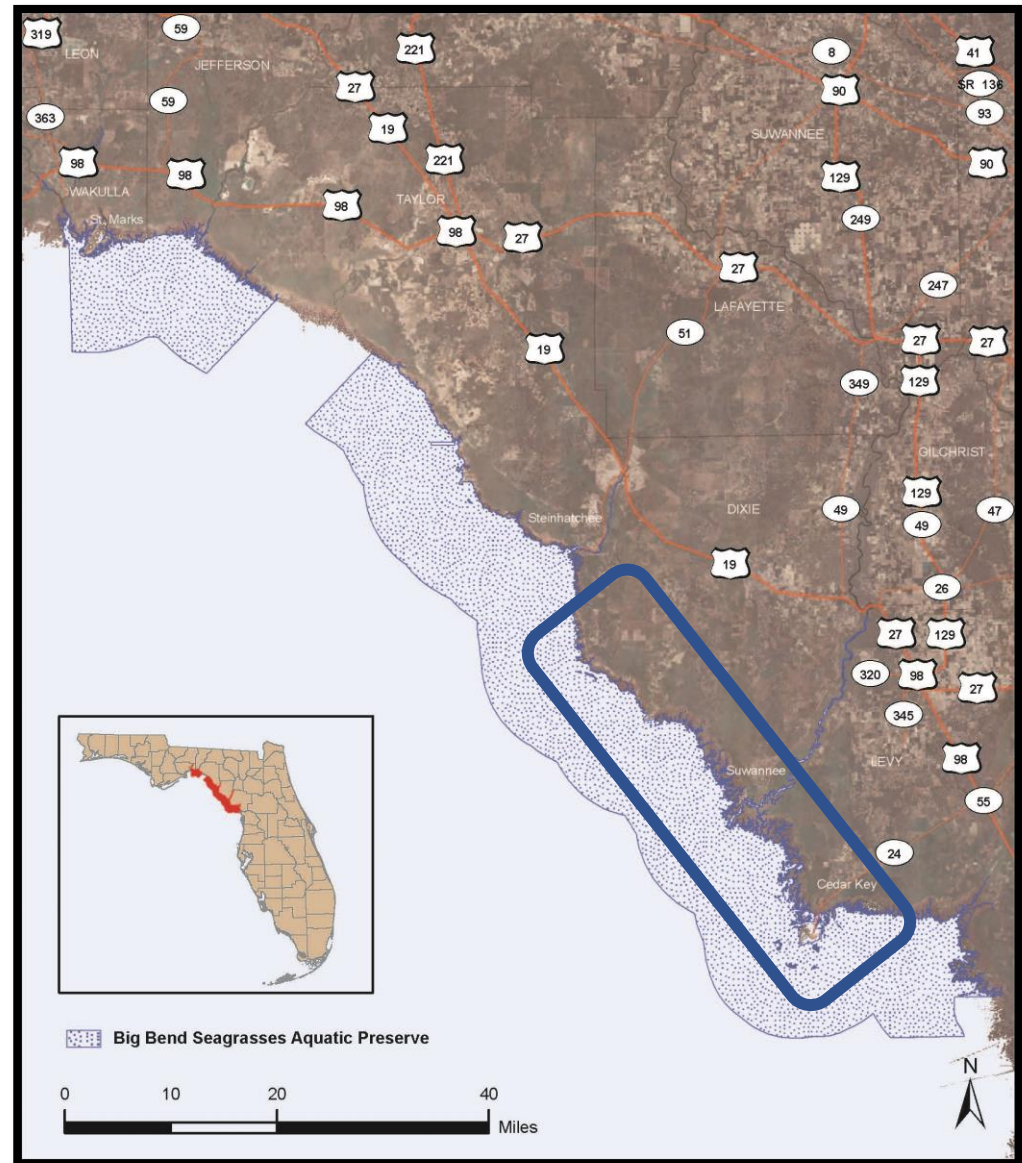 319
59
221
8
41
LEON
JEFFERSON
27
90
SR 136
59
93
363
19
SUWANNEE
98
98
221
129
90
WAKULLA
98
TAYLOR
St. Marks
98
27
249
27
247
LAFAYETTE
51
19
27
27
349
129
GILCHRIST
129
49
47
49
Steinhatchee
DIXIE
19
26
27
129
320
98
27
345
98
Suwannee
LEVY
55
24
Cedar Key
Big Bend Seagrasses Aquatic Preserve
0 10 20 40
Miles
N